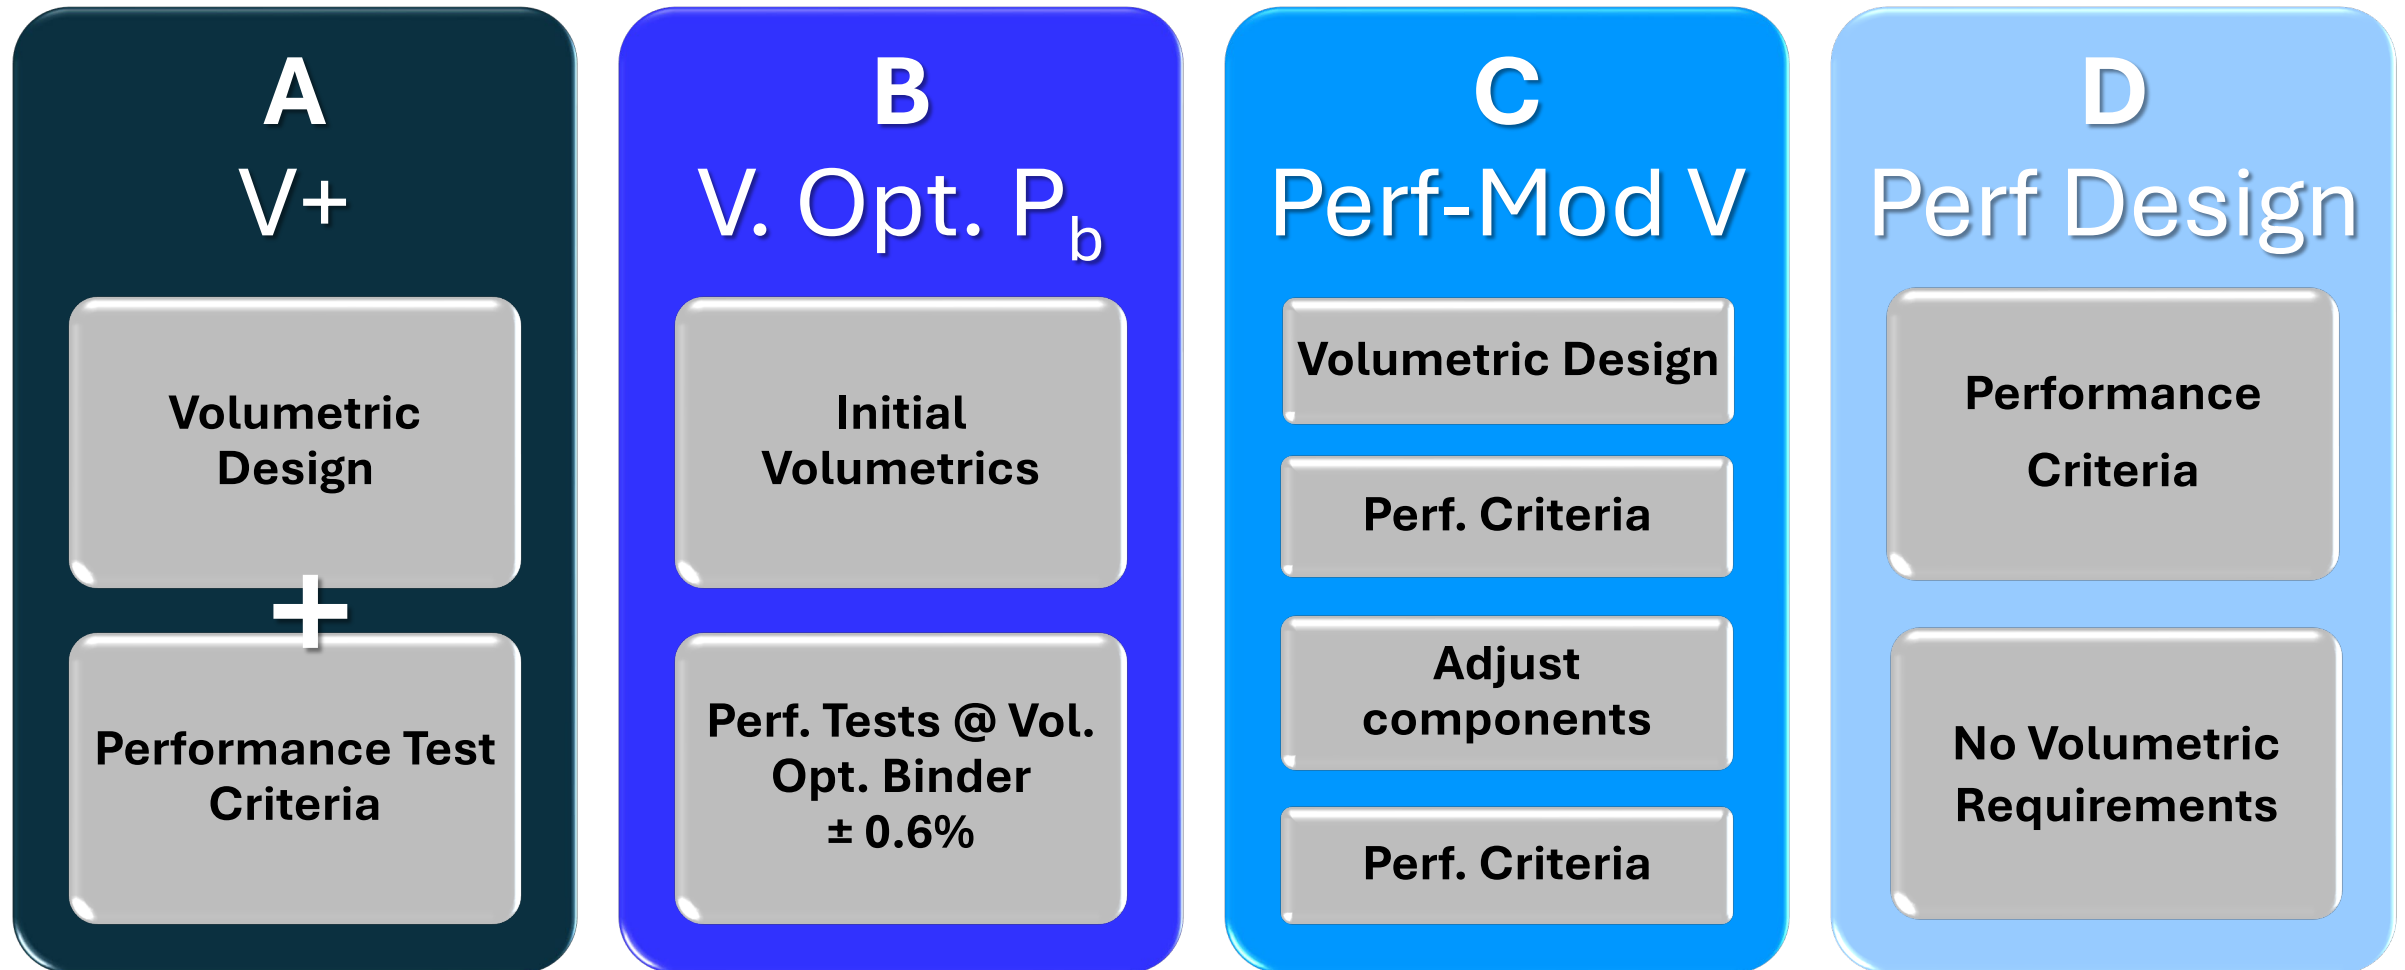 A
V+
Volumetric
Design
+
Performance Test
Criteria
B
V. Opt. Pb
Initial
Volumetrics
Perf. Tests @ Vol.
Opt. Binder
± 0.6%
C
Perf-Mod V
Volumetric Design
Perf. Criteria
Adjust
components
Perf. Criteria
D
Perf Design
Performance
Criteria
No Volumetric
Requirements